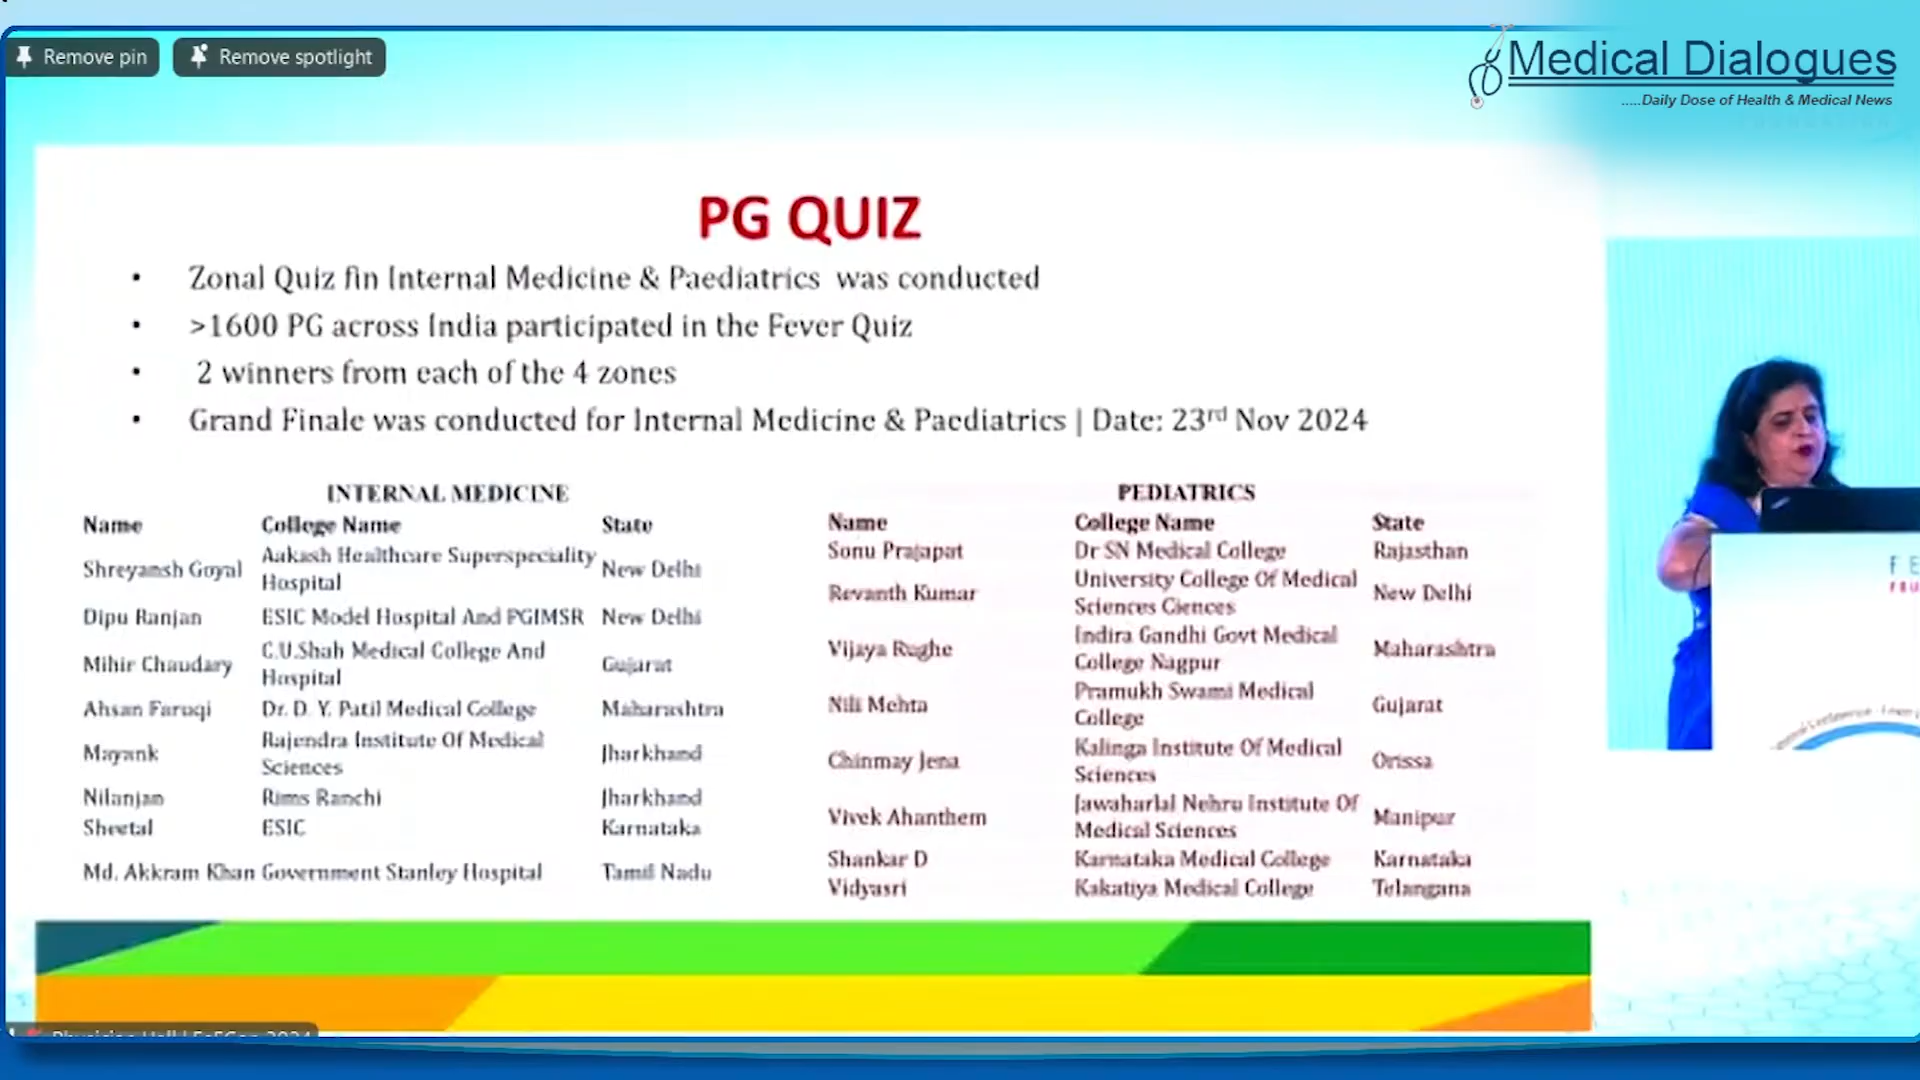 Remove pin
Remove spotlight
Medical Dialogues
.....Daily Dose of Health & Medical News
PG QUIZ
• Zonal Quiz fin Internal Medicine & Paediatrics was conducted
• >1600 PG across India participated in the Fever Quiz
• 2 winners from each of the 4 zones
• Grand Finale was conducted for Internal Medicine & Paediatrics | Date: 23rd Nov 2024
INTERNAL MEDICINE
Name College Name State
Shreyansh Goyal Aakash Healthcare Superspeciality Hospital New Delhi
Dipu Ranjan ESIC Model Hospital And PGIMSR New Delhi
Mihir Chaudary C.U.Shah Medical College And Hospital Gujarat
Ahsan Faruqi Dr. D. Y. Patil Medical College Maharashtra
Mayank Rajendra Institute Of Medical Sciences Jharkhand
Nilanjan Rims Ranchi Jharkhand
Sheetal ESIC Karnataka
Md. Akkram Khan Government Stanley Hospital Tamil Nadu
PEDIATRICS
Name College Name State
Sonu Prajapat Dr SN Medical College Rajasthan
Revanth Kumar University College Of Medical Sciences Ciences New Delhi
Vijaya Rughe Indira Gandhi Govt Medical College Nagpur Maharashtra
Nili Mehta Pramukh Swami Medical College Gujarat
Chinmay Jena Kalinga Institute Of Medical Sciences Orissa
Vivek Ahanthem Jawaharlal Nehru Institute Of Medical Sciences Manipur
Shankar D Karnataka Medical College Karnataka
Vidyasri Kakatiya Medical College Telangana
FE